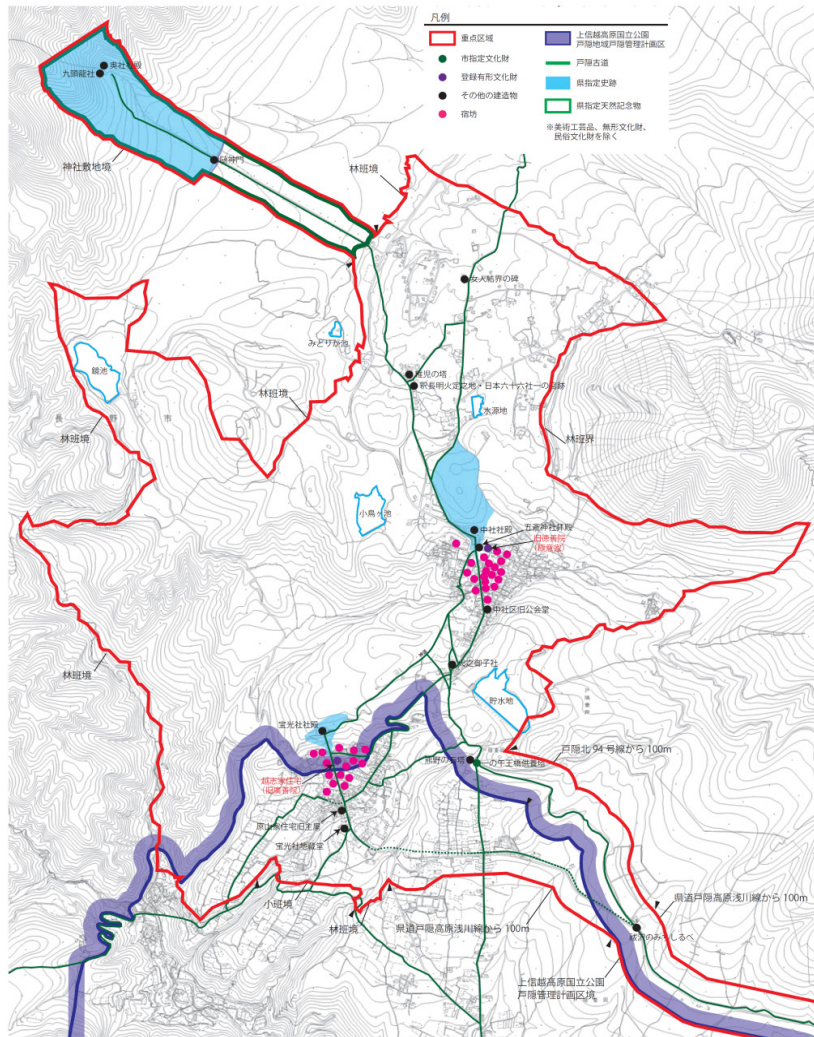 凡例
重点区域
市指定文化財
登録有形文化財
その他の建造物
宿坊
上信越高原国立公園
戸隠地域戸隠管理計画区
戸隠古道
県指定史跡
県指定天然記念物
※美術工芸品、無形文化財、
民俗文化財を除く
奥社社殿
九頭龍社
随神門
神社敷地境
林班境
女人結界の碑
みどりが池
稚児の塔
釈長明火定之地・日本六十六社一の宮跡
鏡池
長野市
林班境
林班境
水源地
林班界
小鳥ヶ池
中社社殿
五斎神社拝殿
旧徳善院
(極意家)
中社区旧公会堂
火之御子社
林班境
貯水地
宝光社社殿
戸隠北94号線から100m
熊野の石塔
一の午王橋供養塔
越志家住宅
(旧廣善院)
原山家住宅旧主屋
宝光社地蔵堂
小班境
林班境
県道戸隠高原浅川線から100m
県道戸隠高原浅川線から100m
上信越高原国立公園
戸隠管理計画区境